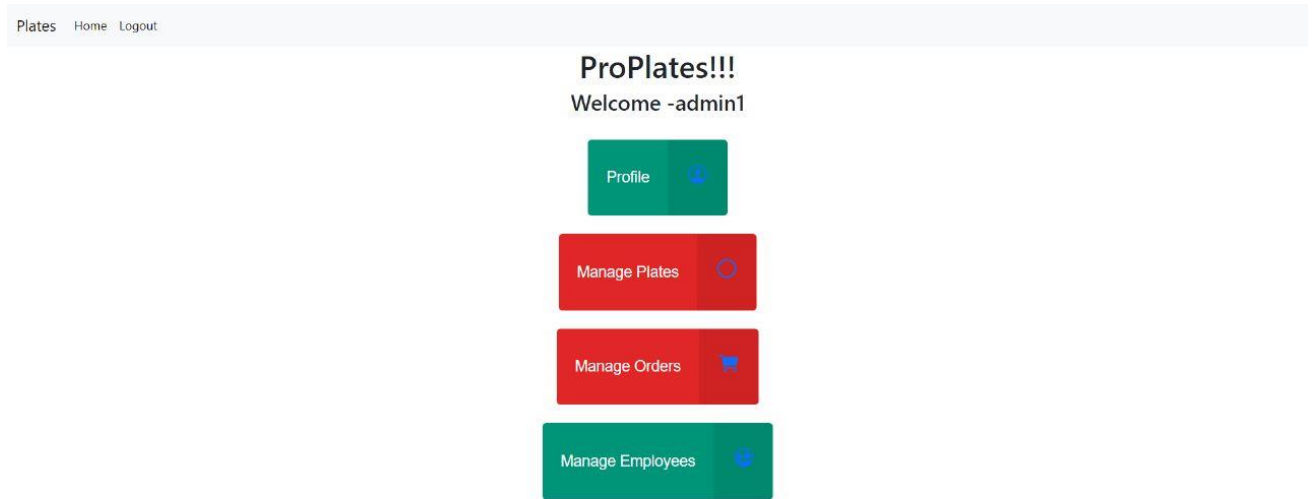 Plates Home Logout
ProPlates!!!
Welcome -admin1
Profile
Manage Plates
Manage Orders
Manage Employees